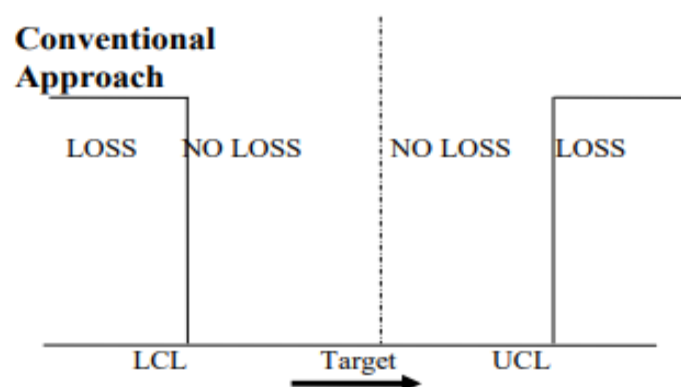 Conventional
Approach
LOSS NO LOSS NO LOSS LOSS
LCL Target UCL